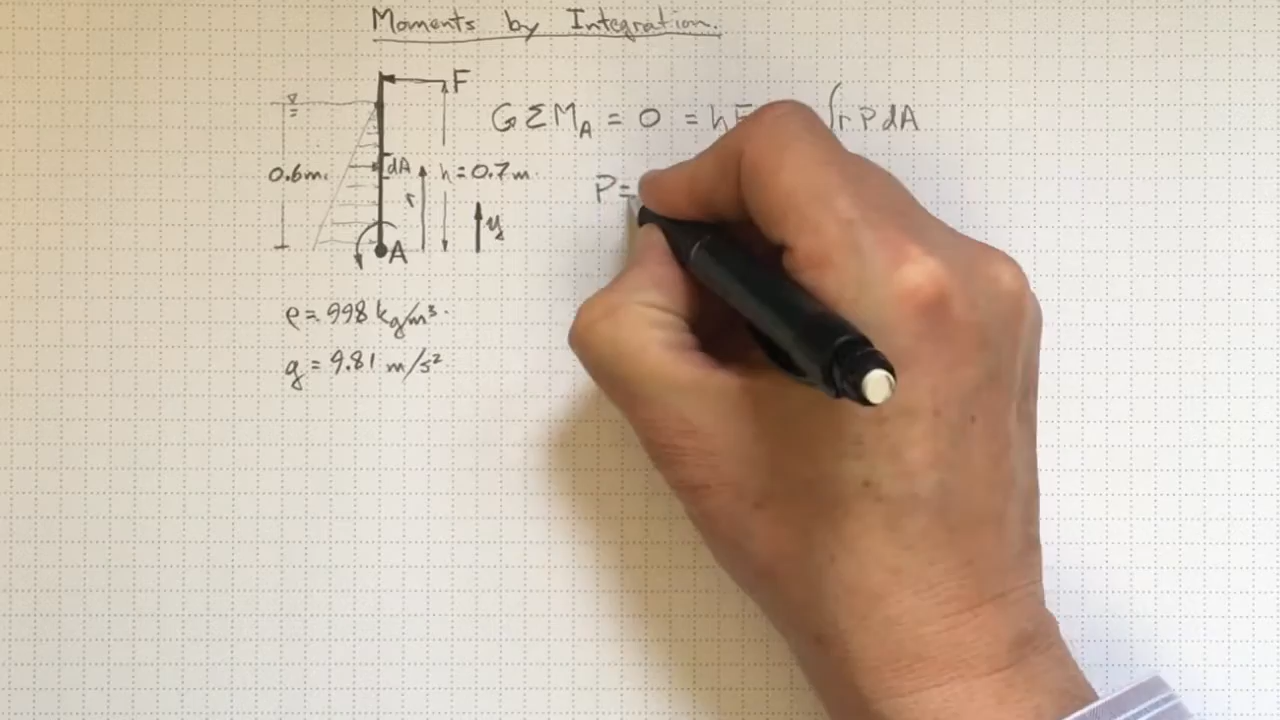 Moments by Integration.
F
G ΣM_A = 0 = hF ∫r P dA
0.6m. dA r h = 0.7m. y
P=
A
ρ = 998 kg/m³.
g = 9.81 m/s²